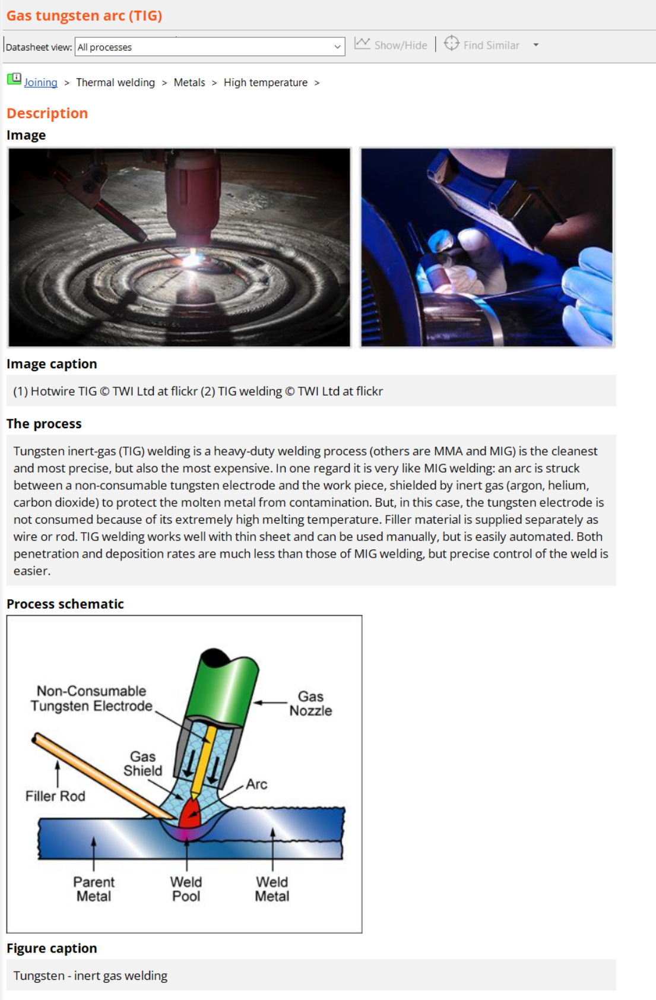 Gas tungsten arc (TIG)
Datasheet view: All processes Show/Hide Find Similar
Joining > Thermal welding > Metals > High temperature >
Description
Image
Image caption
(1) Hotwire TIG © TWI Ltd at flickr (2) TIG welding © TWI Ltd at flickr
The process
Tungsten inert-gas (TIG) welding is a heavy-duty welding process (others are MMA and MIG) is the cleanest
and most precise, but also the most expensive. In one regard it is very like MIG welding: an arc is struck
between a non-consumable tungsten electrode and the work piece, shielded by inert gas (argon, helium,
carbon dioxide) to protect the molten metal from contamination. But, in this case, the tungsten electrode is
not consumed because of its extremely high melting temperature. Filler material is supplied separately as
wire or rod. TIG welding works well with thin sheet and can be used manually, but is easily automated. Both
penetration and deposition rates are much less than those of MIG welding, but precise control of the weld is
easier.
Process schematic
Non-Consumable
Tungsten Electrode
Gas
Nozzle
Gas
Shield
Arc
Filler Rod
Parent
Metal
Weld
Pool
Weld
Metal
Figure caption
Tungsten - inert gas welding